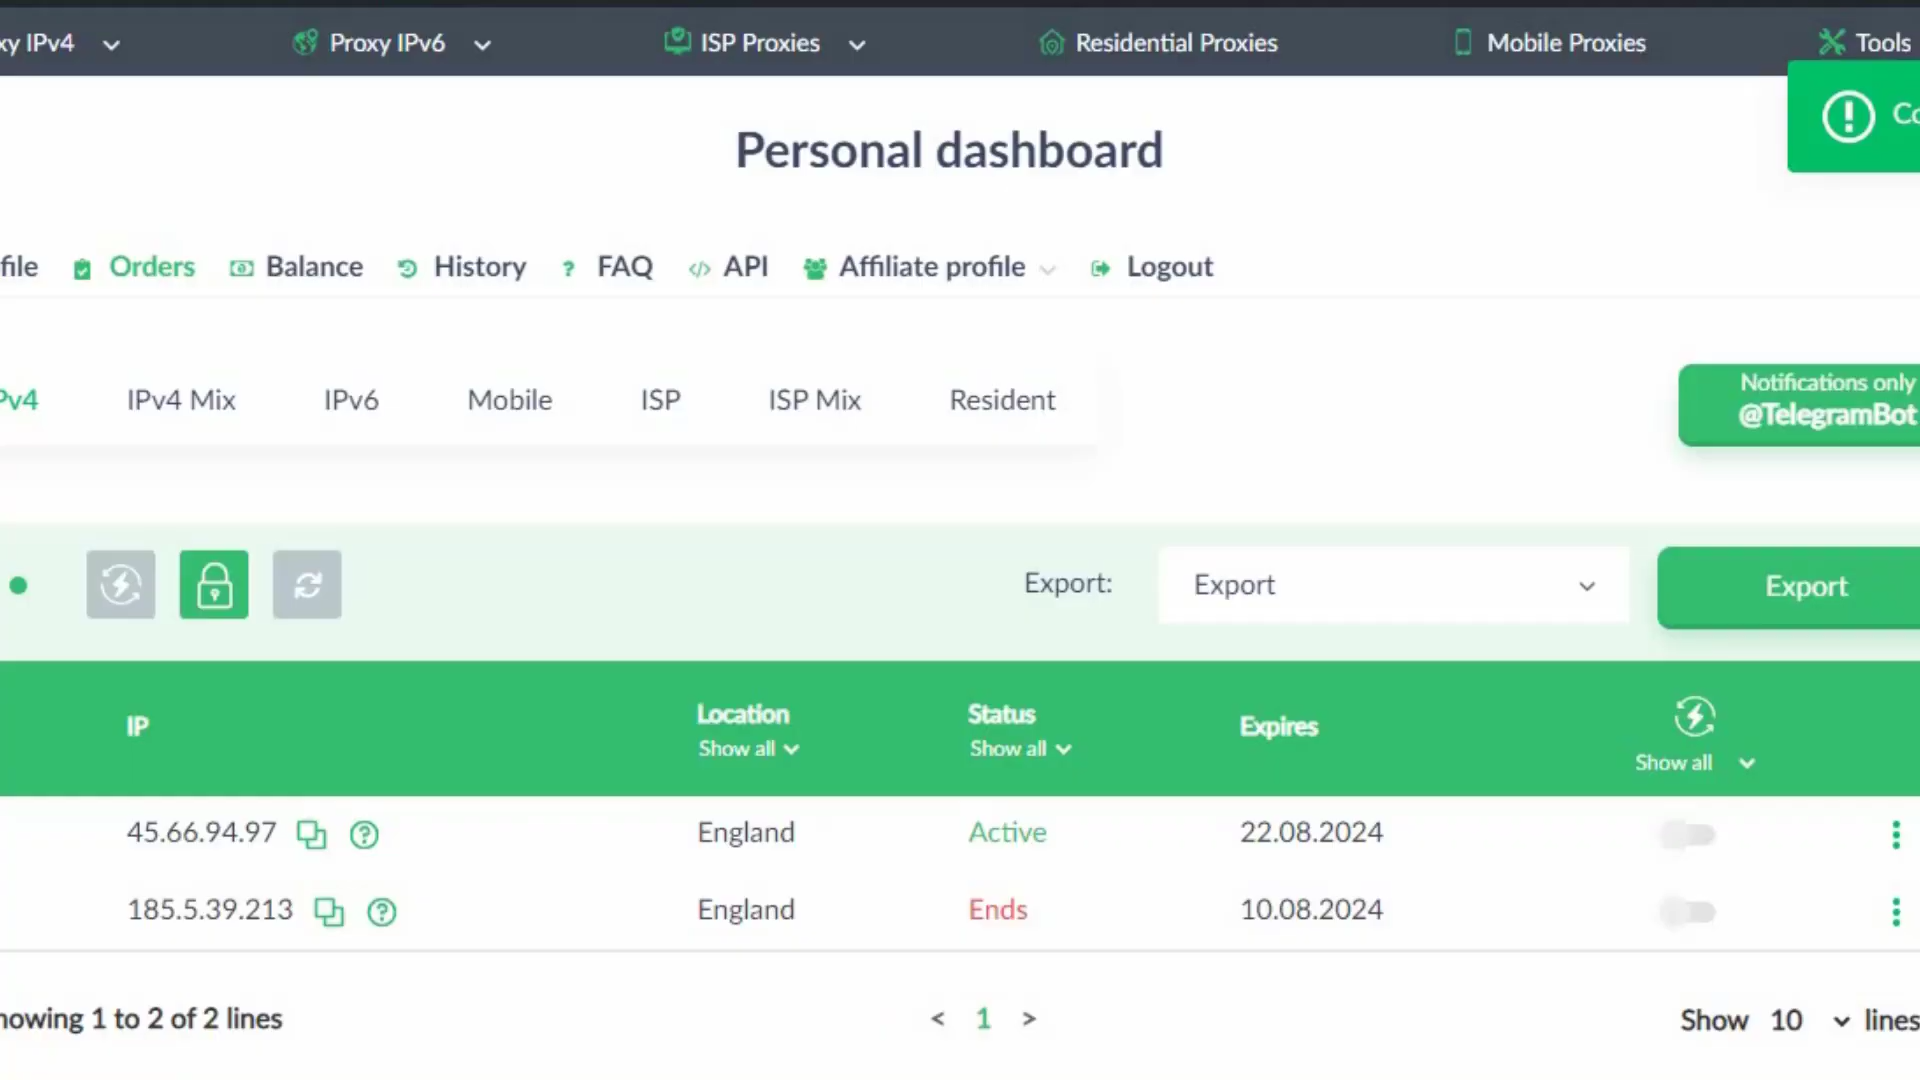 xy IPv4 Proxy IPv6 ISP Proxies Residential Proxies Mobile Proxies Tools
Co
Personal dashboard
file Orders Balance History FAQ API Affiliate profile Logout
Pv4 IPv4 Mix IPv6 Mobile ISP ISP Mix Resident
Notifications only
@TelegramBot
Export: Export Export
IP Location Status Expires
Show all Show all Show all
45.66.94.97 England Active 22.08.2024
185.5.39.213 England Ends 10.08.2024
howing 1 to 2 of 2 lines < 1 > Show 10 lines